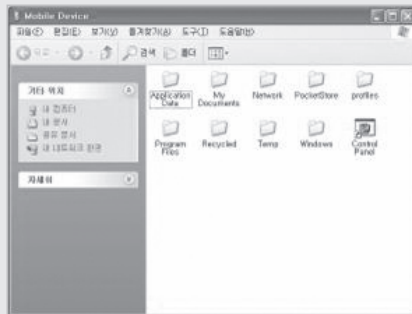 Mobile Device
파일(F) 편집(E) 보기(V) 즐겨찾기(A) 도구(T) 도움말(H)
뒤로 검색 폴더
기타 위치
내 컴퓨터
내 문서
공유 문서
내 네트워크 환경
자세히
Application Data
My Documents
Network
PocketStore
profiles
Program Files
Recycled
Temp
Windows
Control Panel